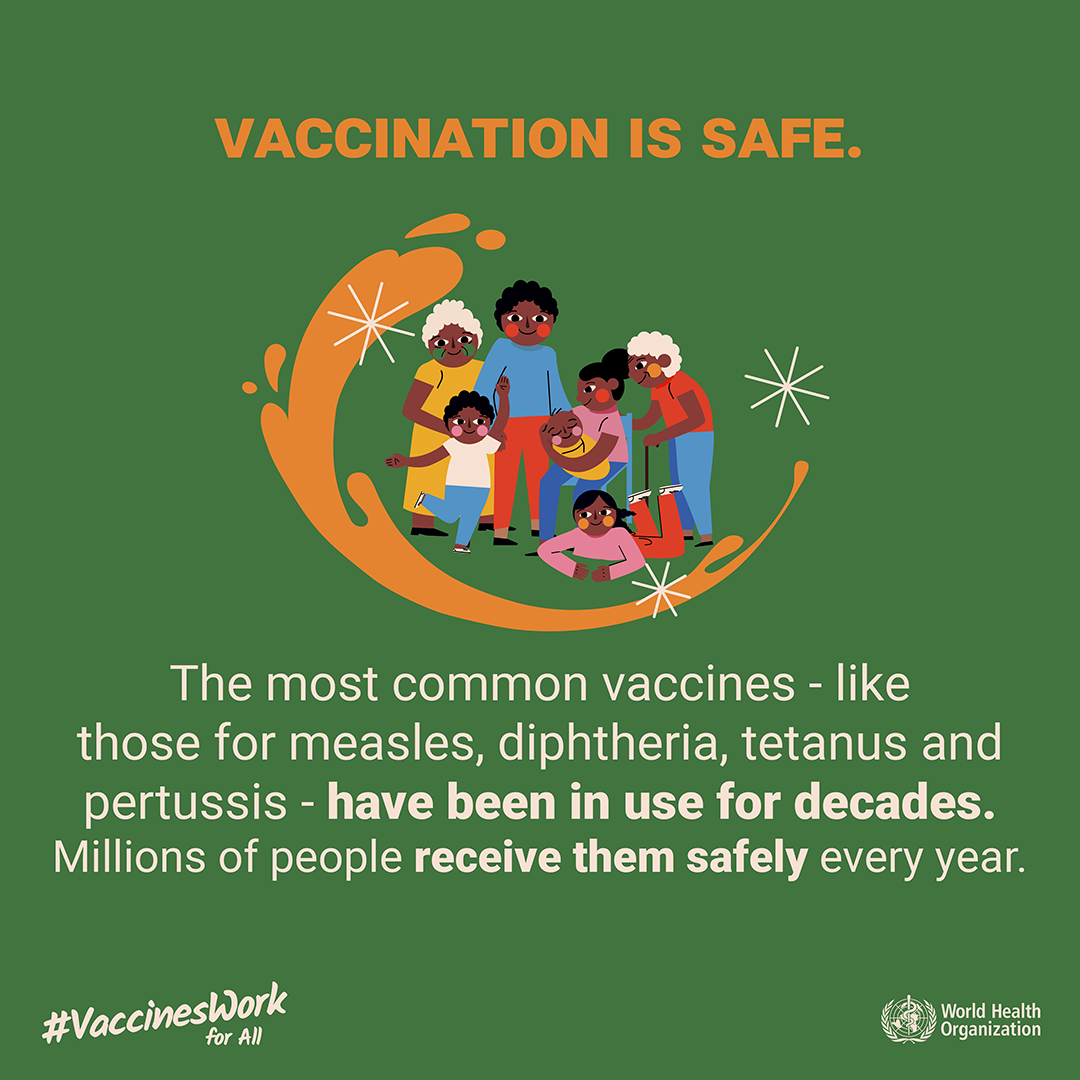 VACCINATION IS SAFE.
The most common vaccines - like
those for measles, diphtheria, tetanus and
pertussis - have been in use for decades.
Millions of people receive them safely every year.
#VaccinesWork
for All
World Health
Organization